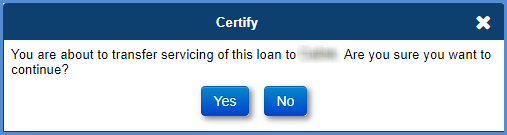 Certify
You are about to transfer servicing of this loan to Are you sure you want to
continue?
Yes No